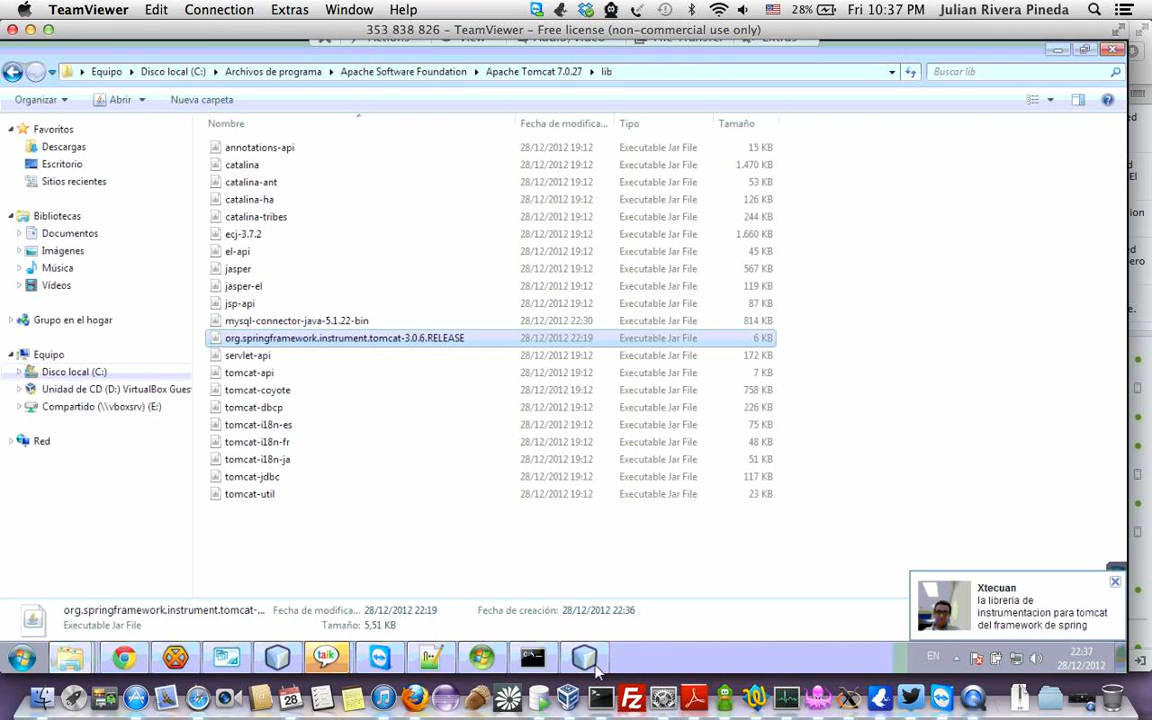 TeamViewer Connection Extras Window Help 28% Fri 10:37 PM Julian Rivera Pineda
353 838 826 - TeamViewer - Free license (non-commercial use only)
Equipo Disco local (C:) Archivos de programa Apache Software Foundation Apache Tomcat 7.0.27 lib Buscar lib
Organizar Abrir Nueva carpeta
Nombre Fecha de modifica... Tipo Tamaño
Favoritos
Descargas
Escritorio
Sitios recientes
Bibliotecas
Documentos
Imágenes
Música
Vídeos
Grupo en el hogar
Equipo
Disco local (C:)
Unidad de CD (D:) VirtualBox Gues
Compartido (\\vboxsrv) (E:)
Red
annotations-api 28/12/2012 19:12 Executable Jar File 15 KB
catalina 28/12/2012 19:12 Executable Jar File 1.470 KB
catalina-ant 28/12/2012 19:12 Executable Jar File 53 KB
catalina-ha 28/12/2012 19:12 Executable Jar File 126 KB
catalina-tribes 28/12/2012 19:12 Executable Jar File 244 KB
ecj-3.7.2 28/12/2012 19:12 Executable Jar File 1.660 KB
el-api 28/12/2012 19:12 Executable Jar File 45 KB
jasper 28/12/2012 19:12 Executable Jar File 567 KB
jasper-el 28/12/2012 19:12 Executable Jar File 119 KB
jsp-api 28/12/2012 19:12 Executable Jar File 87 KB
mysql-connector-java-5.1.22-bin 28/12/2012 22:30 Executable Jar File 814 KB
org.springframework.instrument.tomcat-3.0.6.RELEASE 28/12/2012 22:19 Executable Jar File 6 KB
servlet-api 28/12/2012 19:12 Executable Jar File 172 KB
tomcat-api 28/12/2012 19:12 Executable Jar File 7 KB
tomcat-coyote 28/12/2012 19:12 Executable Jar File 758 KB
tomcat-dbcp 28/12/2012 19:12 Executable Jar File 226 KB
tomcat-i18n-es 28/12/2012 19:12 Executable Jar File 75 KB
tomcat-i18n-fr 28/12/2012 19:12 Executable Jar File 48 KB
tomcat-i18n-ja 28/12/2012 19:12 Executable Jar File 51 KB
tomcat-jdbc 28/12/2012 19:12 Executable Jar File 117 KB
tomcat-util 28/12/2012 19:12 Executable Jar File 23 KB
org.springframework.instrument.tomcat-... Fecha de modifica... 28/12/2012 22:19 Fecha de creación: 28/12/2012 22:36
Executable Jar File Tamaño: 5,51 KB
Xtecuan
la libreria de
instrumentacion para tomcat
del framework de spring
talk
EN
22:37
28/12/2012
28